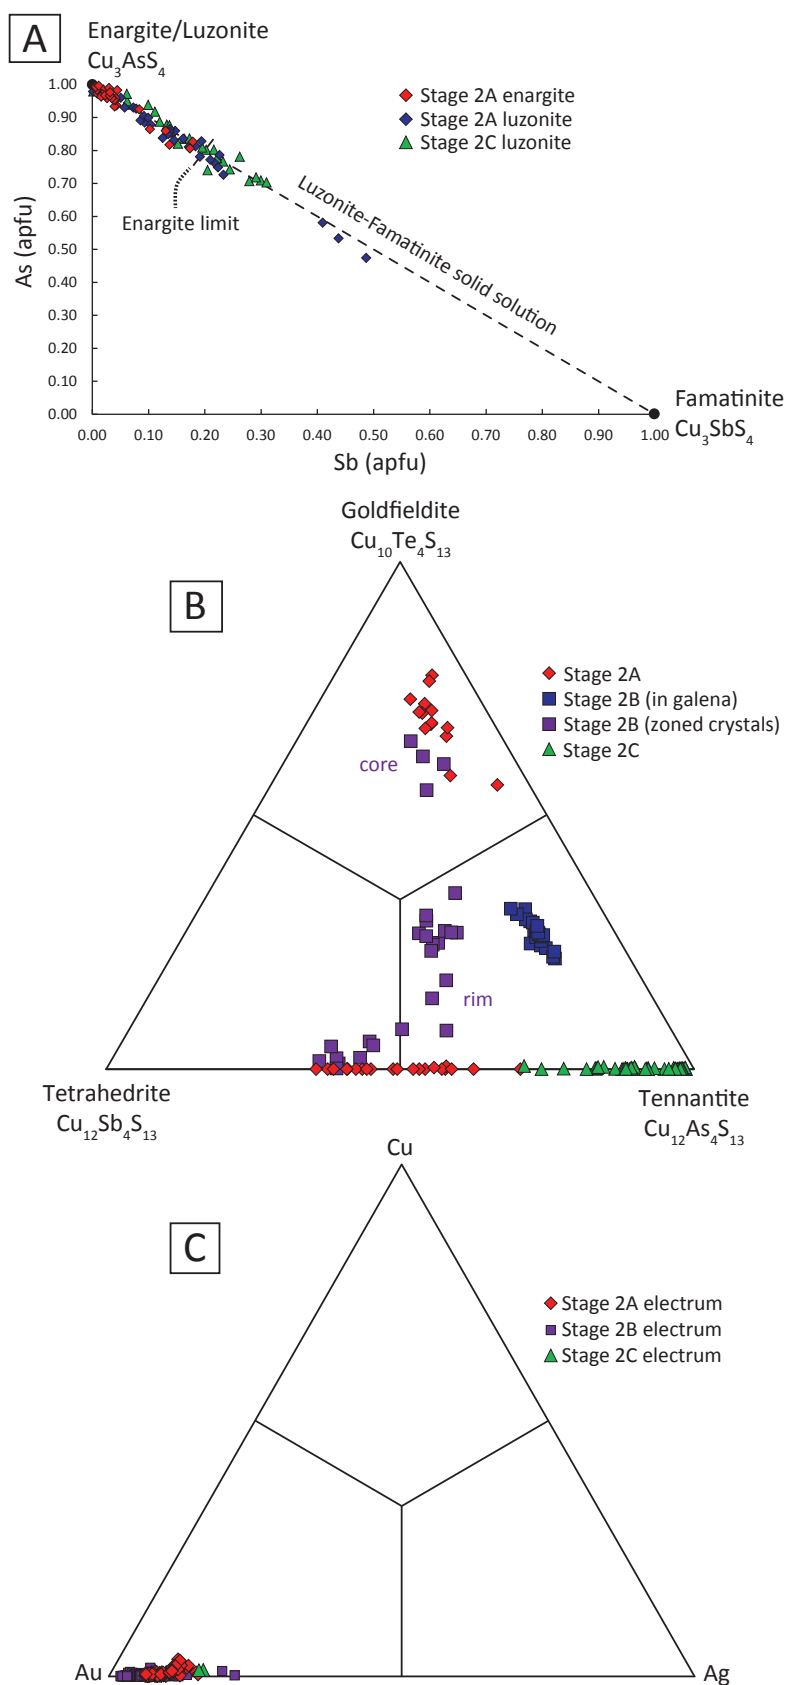 A
Enargite/Luzonite
Cu3AsS4
Stage 2A enargite
Stage 2A luzonite
Stage 2C luzonite
1.00
0.90
0.80
0.70
0.60
0.50
0.40
0.30
0.20
0.10
0.00
As (apfu)
Enargite limit
Luzonite-Famatinite solid solution
Famatinite
Cu3SbS4
0.00 0.10 0.20 0.30 0.40 0.50 0.60 0.70 0.80 0.90 1.00
Sb (apfu)
B
Goldfieldite
Cu10Te4S13
Stage 2A
Stage 2B (in galena)
Stage 2B (zoned crystals)
Stage 2C
core
rim
Tetrahedrite
Cu12Sb4S13
Tennantite
Cu12As4S13
C
Cu
Stage 2A electrum
Stage 2B electrum
Stage 2C electrum
Au
Ag